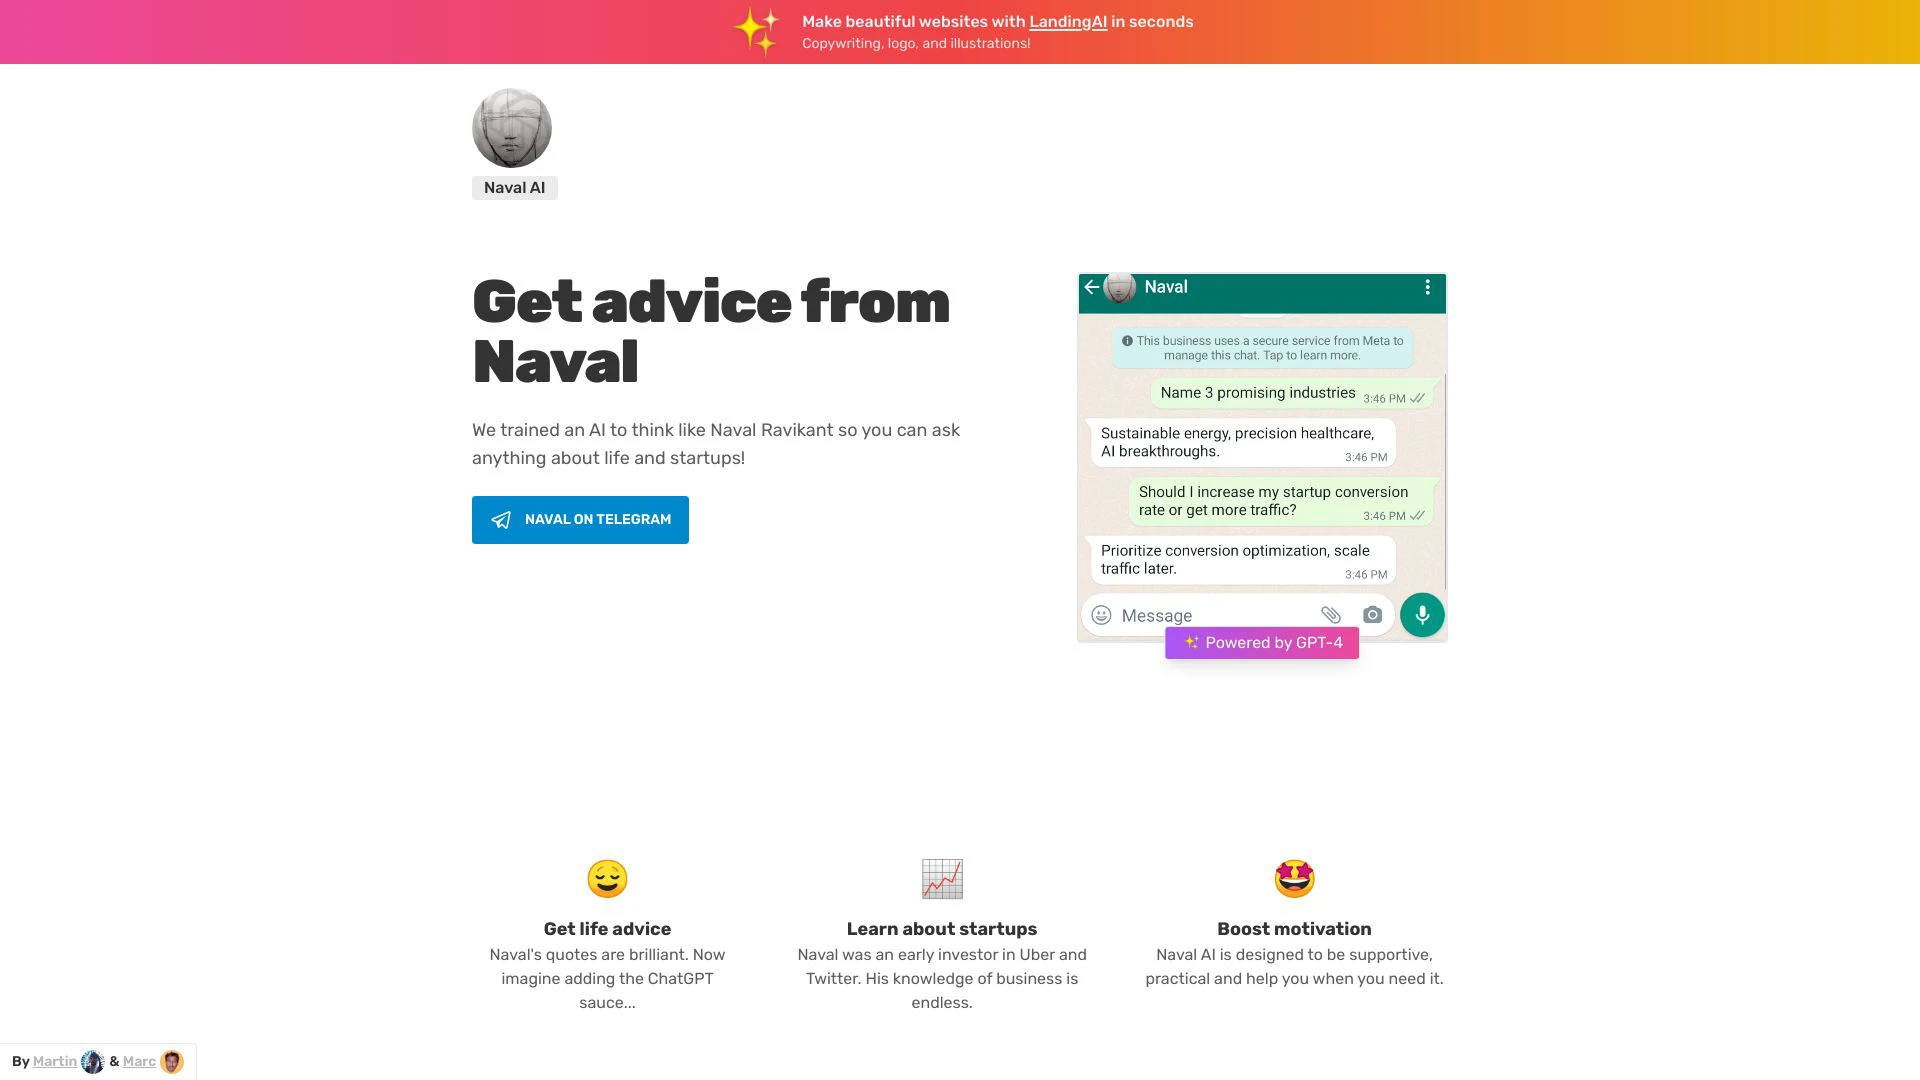 Make beautiful websites with LandingAI in seconds
Copywriting, logo, and illustrations!
Naval AI
Get advice from
Naval
We trained an AI to think like Naval Ravikant so you can ask
anything about life and startups!
NAVAL ON TELEGRAM
Naval
This business uses a secure service from Meta to
manage this chat. Tap to learn more.
Name 3 promising industries 3:46 PM
Sustainable energy, precision healthcare,
AI breakthroughs. 3:46 PM
Should I increase my startup conversion
rate or get more traffic? 3:46 PM
Prioritize conversion optimization, scale
traffic later. 3:46 PM
Message
Powered by GPT-4
Get life advice
Naval's quotes are brilliant. Now
imagine adding the ChatGPT
sauce...
Learn about startups
Naval was an early investor in Uber and
Twitter. His knowledge of business is
endless.
Boost motivation
Naval AI is designed to be supportive,
practical and help you when you need it.
By Martin & Marc